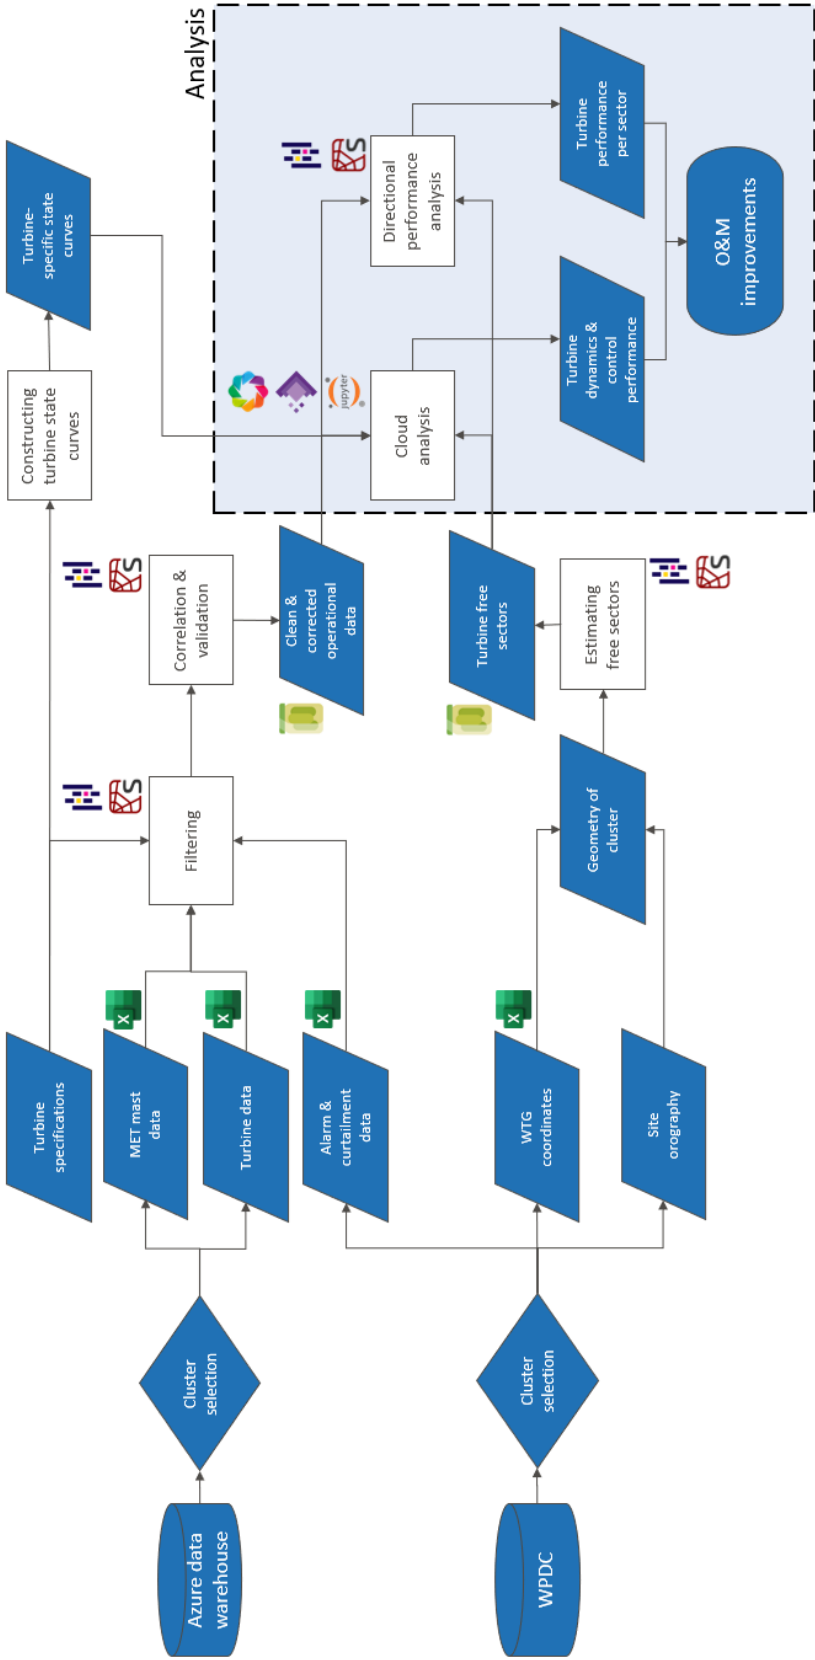 Azure data
warehouse
WPDC
Cluster
selection
Cluster
selection
Turbine
specifications
MET mast
data
Turbine data
Alarm &
curtailment
data
WTG
coordinates
Site
orography
X
X
X
X
Filtering
Geometry of
cluster
Correlation &
validation
Clean &
corrected
operational
data
Turbine free
sectors
Estimating
free sectors
Constructing
turbine state
curves
Turbine-
specific state
curves
Analysis
jupyter
Cloud
analysis
Directional
performance
analysis
Turbine
dynamics &
control
performance
Turbine
performance
per sector
O&M
improvements